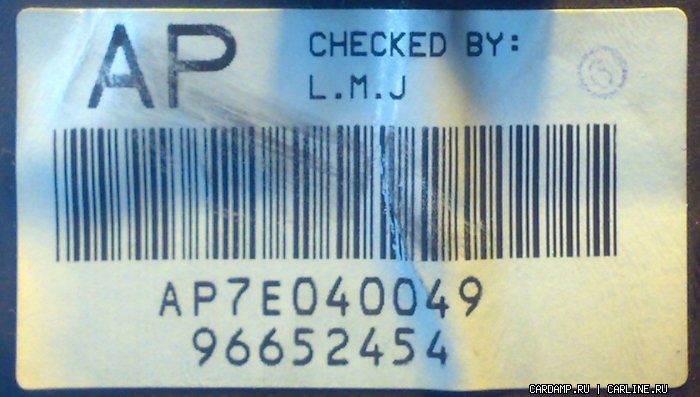 AP
CHECKED BY:
L.M.J
AP7E040049
96652454
CARDAMP.RU | CARLINE.RU